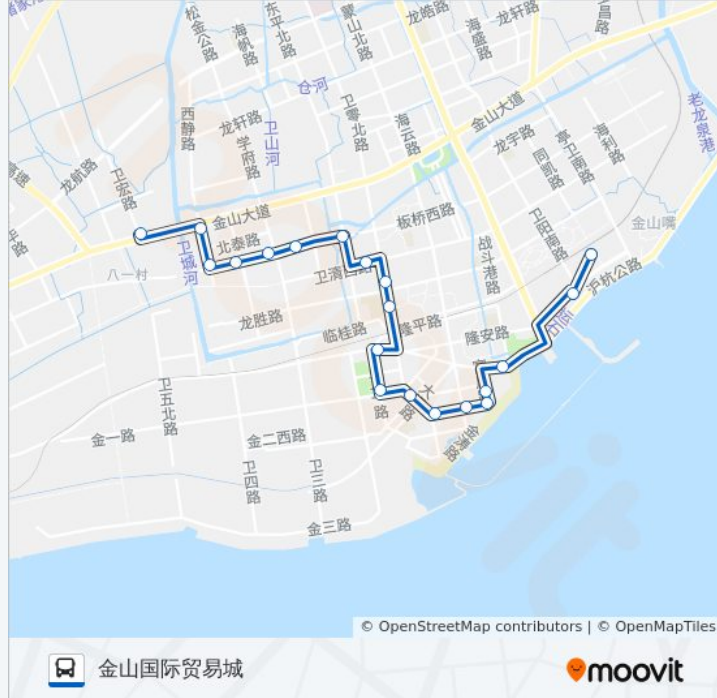 松金公路
海帆路
东平北路
蒙山北路
龙皓路
龙轩路
海盛路
昌路
仓河
西静路
龙轩路
学府路
卫山河
卫零北路
海云路
金山大道
龙宇路
同凯路
亭卫南路
海利路
老龙泉港
龙航路
卫宏路
金山大道
北泰路
卫城河
八一村
板桥西路
卫阳南路
金山嘴
战斗港路
沪杭公路
龙胜路
临桂路
隆平路
隆安路
卫五北路
金一路
金二西路
卫四路
卫三路
金三路
© OpenStreetMap contributors | © OpenMapTiles
金山国际贸易城
moovit